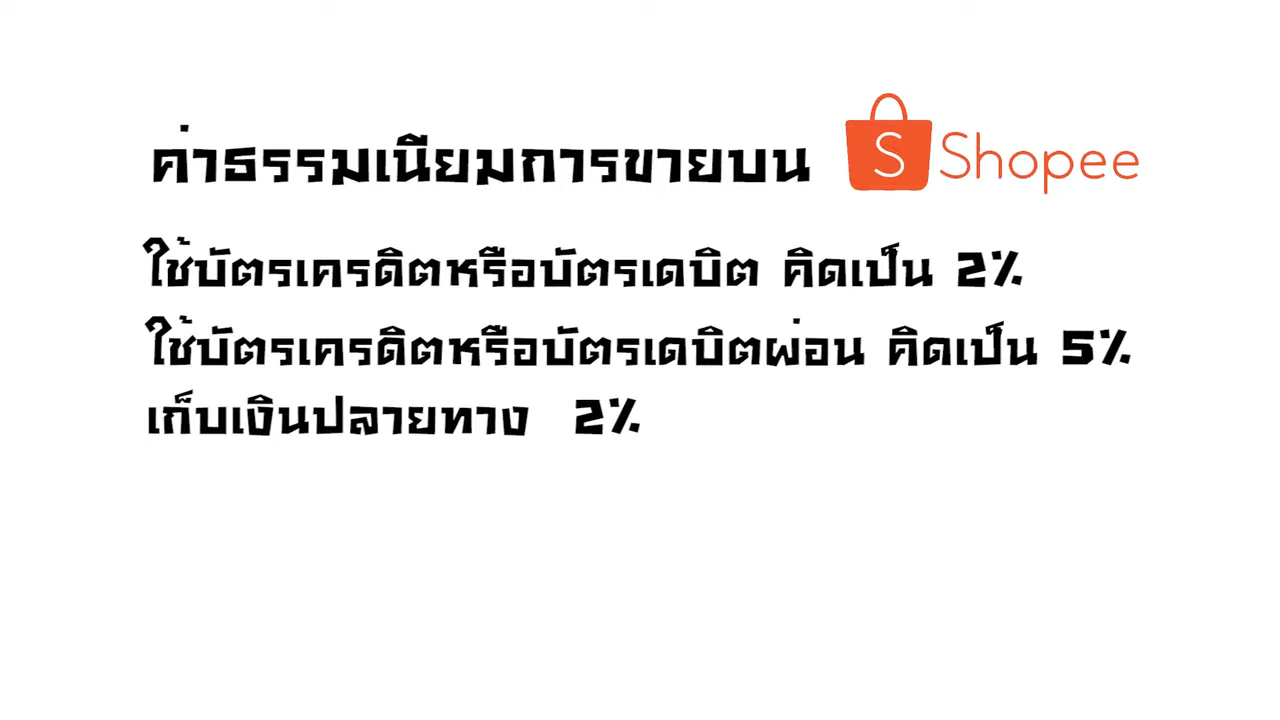 ค่าธรรมเนียมการขายบน Shopee
ใช้บัตรเครดิตหรือบัตรเดบิต คิดเป็น 2%
ใช้บัตรเครดิตหรือบัตรเดบิตผ่อน คิดเป็น 5%
เก็บเงินปลายทาง 2%